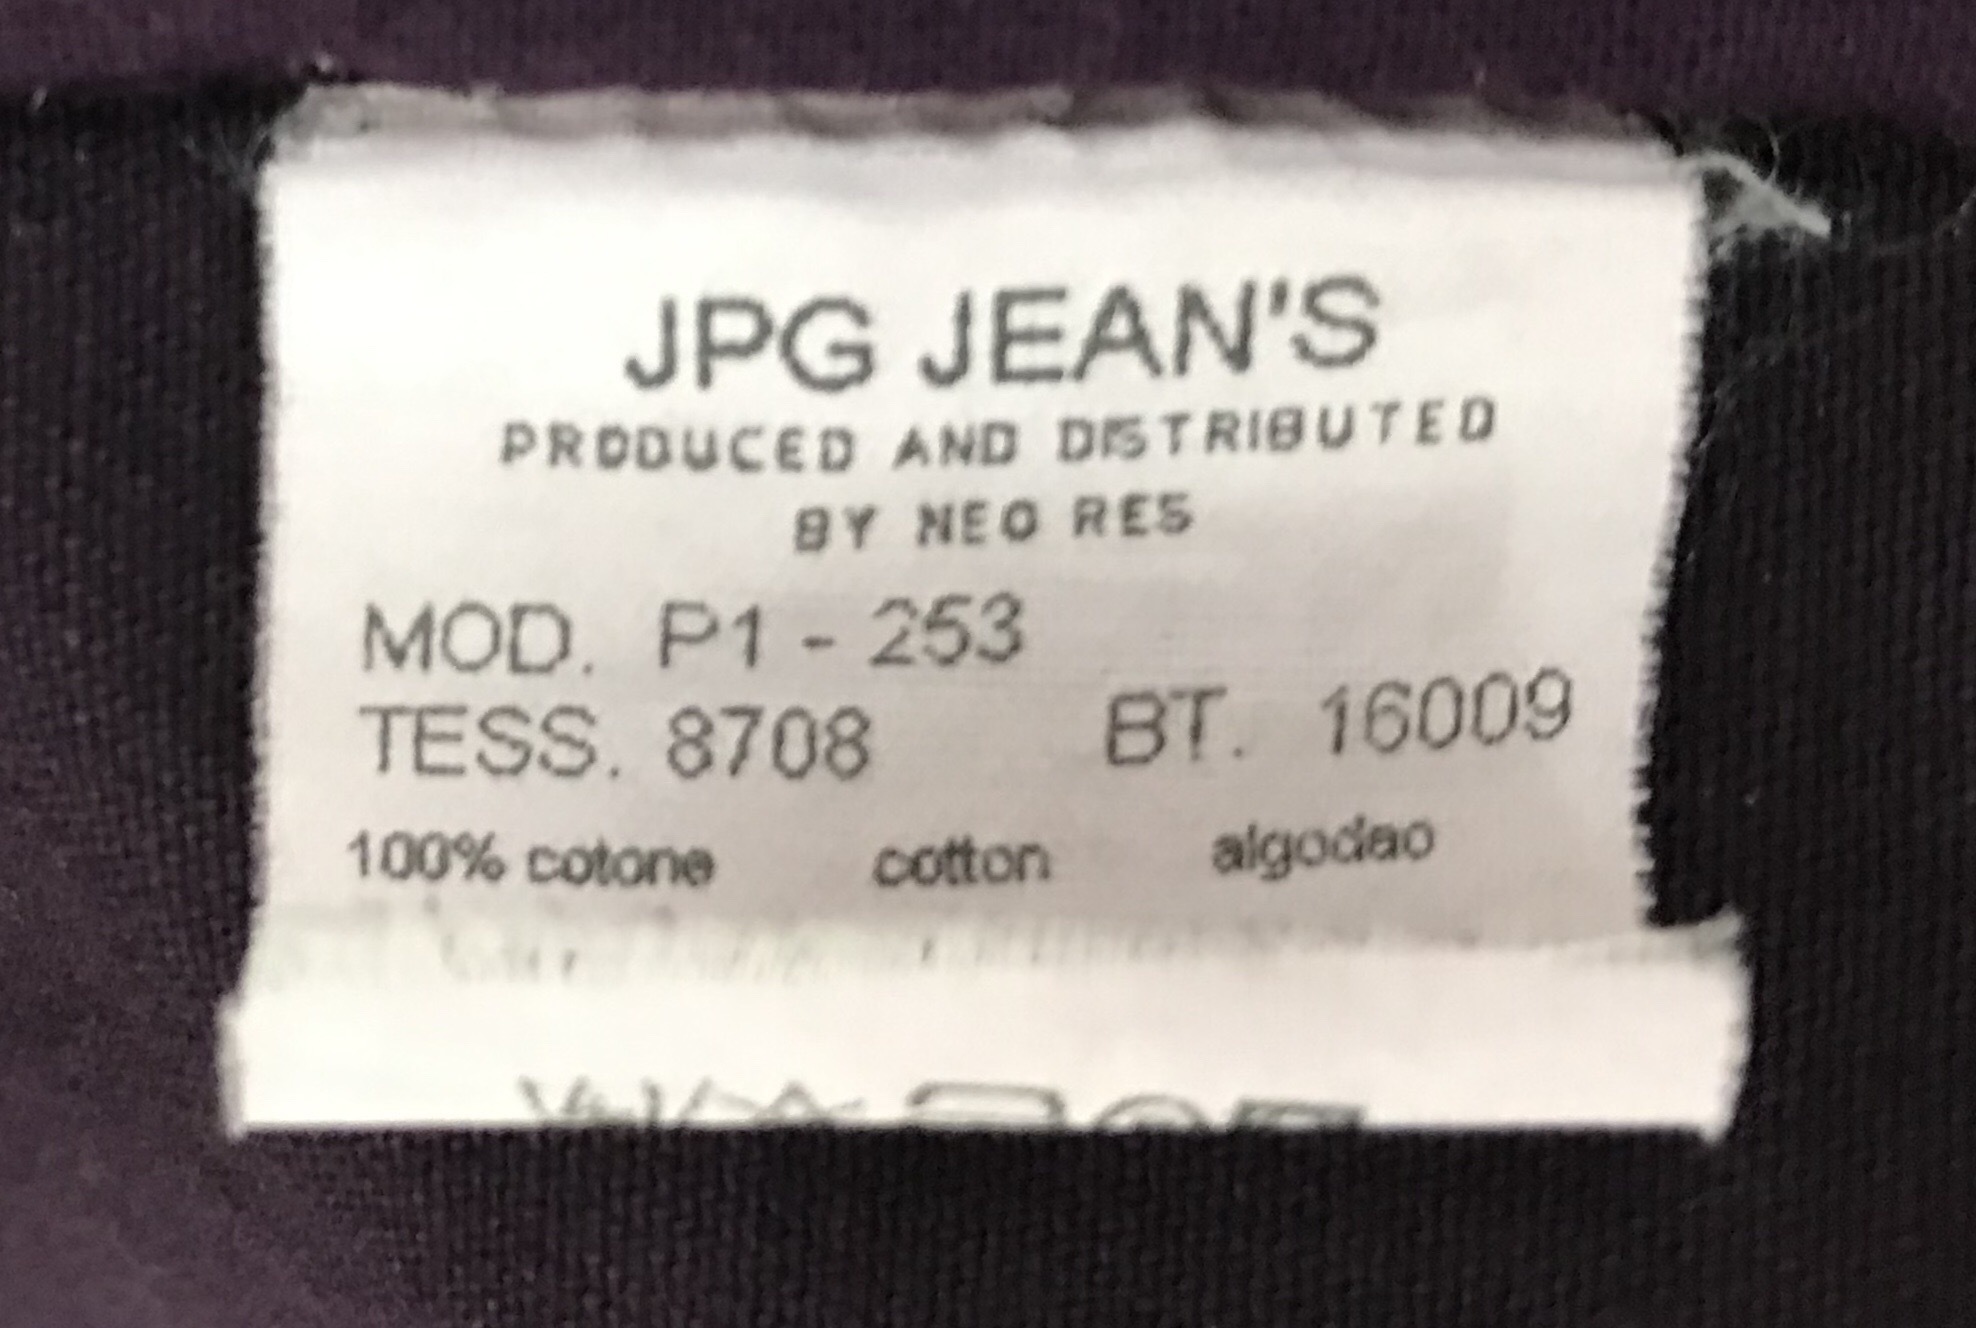 JPG JEAN'S
PRODUCED AND DISTRIBUTED
BY NEO RES
MOD. P1 - 253
TESS. 8708 BT. 16009
100% cotone cotton algodao